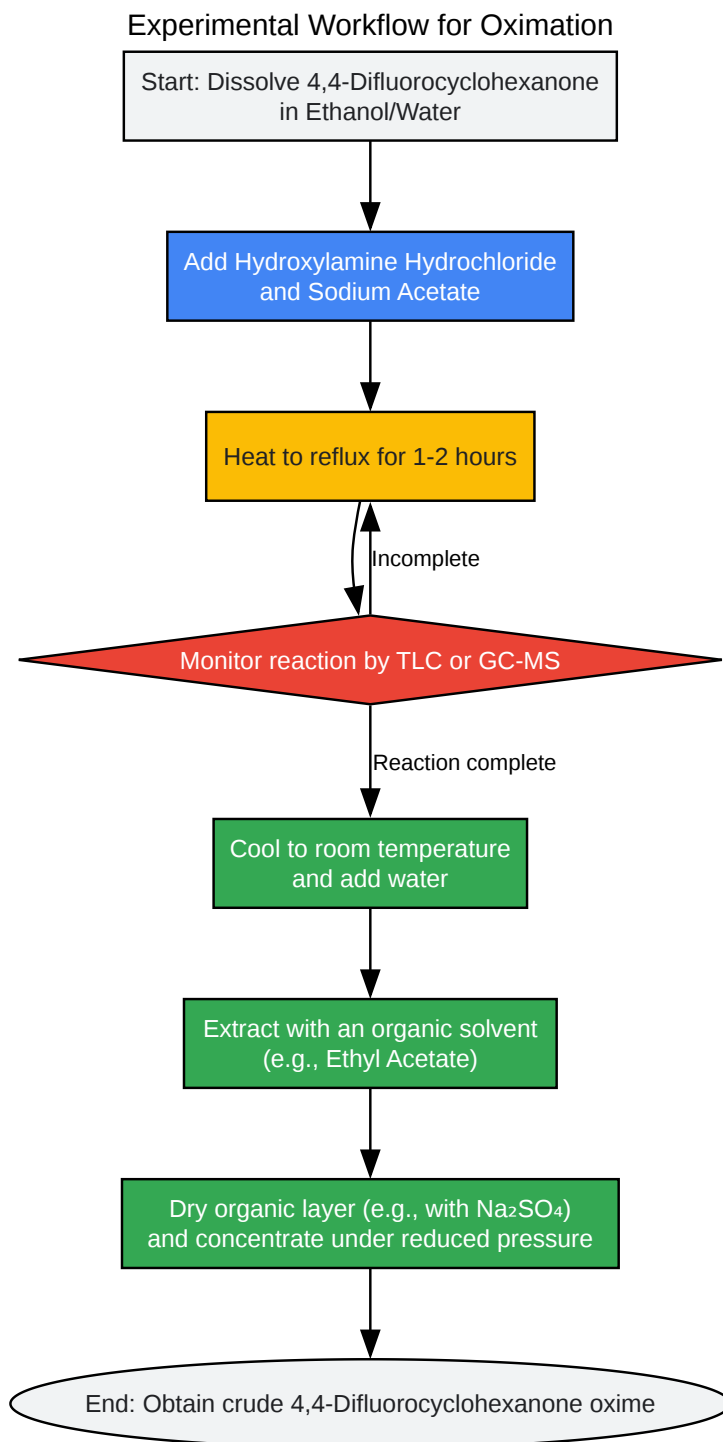 Experimental Workflow for Oximation
Start: Dissolve 4,4-Difluorocyclohexanone
in Ethanol/Water
Add Hydroxylamine Hydrochloride
and Sodium Acetate
Heat to reflux for 1-2 hours
Incomplete
Monitor reaction by TLC or GC-MS
Reaction complete
Cool to room temperature
and add water
Extract with an organic solvent
(e.g., Ethyl Acetate)
Dry organic layer (e.g., with Na₂SO₄)
and concentrate under reduced pressure
End: Obtain crude 4,4-Difluorocyclohexanone oxime